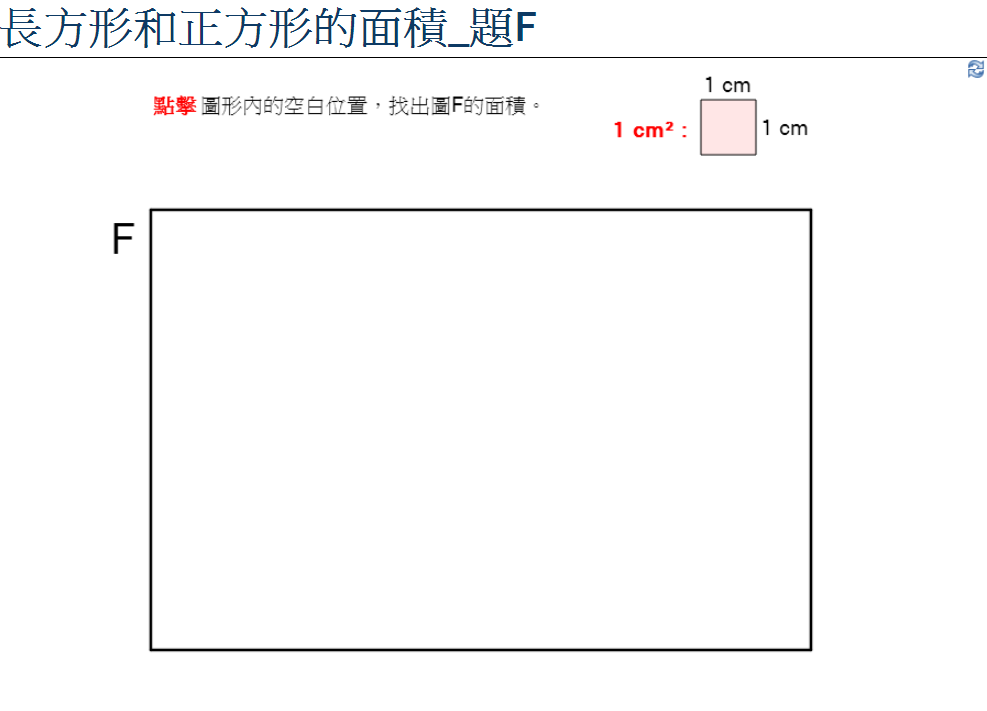 長方形和正方形的面積_題F
點擊 圖形內的空白位置，找出圖F的面積。
1 cm
1 cm² :
1 cm
F